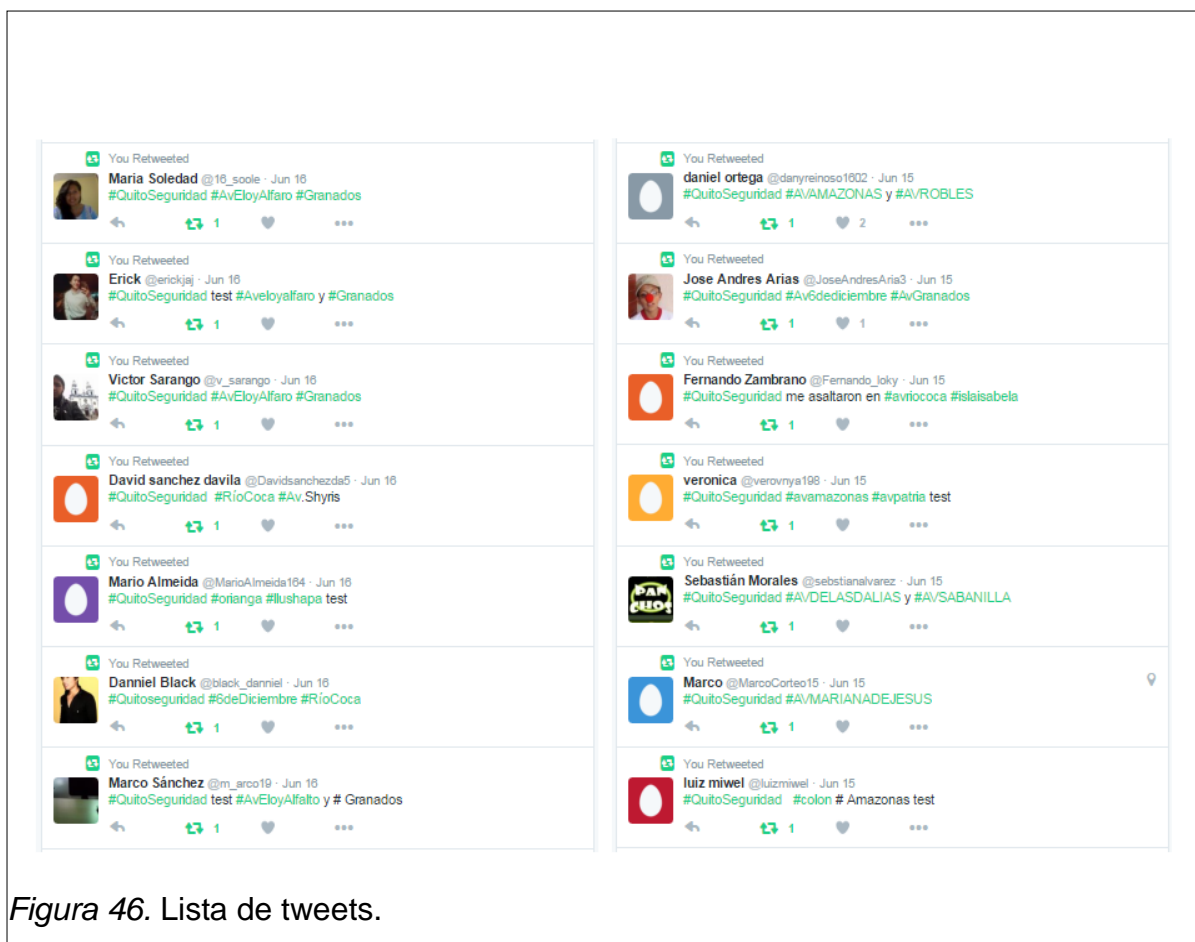 You Retweeted
Maria Soledad @16_soole · Jun 16
#QuitoSeguridad #AvEloyAlfaro #Granados
1
You Retweeted
Erick @erickjaj · Jun 16
#QuitoSeguridad test #Aveloyalfaro y #Granados
1
You Retweeted
Victor Sarango @v_sarango · Jun 16
#QuitoSeguridad #AvEloyAlfaro #Granados
1
You Retweeted
David sanchez davila @Davidsanchezda5 · Jun 16
#QuitoSeguridad #RíoCoca #Av.Shyris
1
You Retweeted
Mario Almeida @MarioAlmeida164 · Jun 16
#QuitoSeguridad #orianga #llushapa test
1
You Retweeted
Danniel Black @black_danniel · Jun 16
#Quitoseguridad #6deDiciembre #RíoCoca
1
You Retweeted
Marco Sánchez @m_arco19 · Jun 16
#QuitoSeguridad test #AvEloyAlfalto y # Granados
1
You Retweeted
daniel ortega @danyreinoso1602 · Jun 15
#QuitoSeguridad #AVAMAZONAS y #AVROBLES
1 2
You Retweeted
Jose Andres Arias @JoseAndresAria3 · Jun 15
#QuitoSeguridad #Av6dediciembre #AvGranados
1 1
You Retweeted
Fernando Zambrano @Fernando_loky · Jun 15
#QuitoSeguridad me asaltaron en #avriococa #islaisabela
1
You Retweeted
veronica @verovnya198 · Jun 15
#QuitoSeguridad #avamazonas #avpatria test
1
You Retweeted
Sebastián Morales @sebstianalvarez · Jun 15
#QuitoSeguridad #AVDELASDALIAS y #AVSABANILLA
1
PAN
CHOS
You Retweeted
Marco @MarcoCorteo15 · Jun 15
#QuitoSeguridad #AVMARIANADEJESUS
1
You Retweeted
luiz miwel @luizmiwel · Jun 15
#QuitoSeguridad #colon # Amazonas test
1
Figura 46. Lista de tweets.